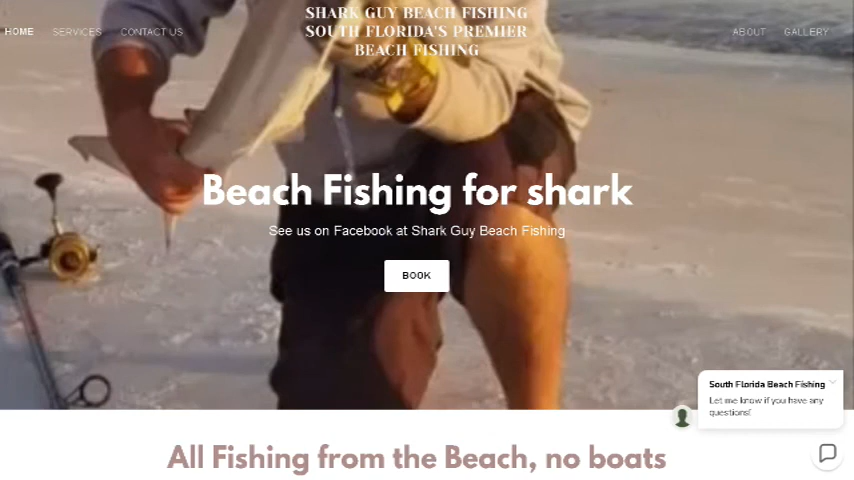 SHARK GUY BEACH FISHING
SOUTH FLORIDA'S PREMIER
BEACH FISHING
HOME SERVICES CONTACT US ABOUT GALLERY
Beach Fishing for shark
See us on Facebook at Shark Guy Beach Fishing
BOOK
South Florida Beach Fishing
Let me know if you have any
questions!
All Fishing from the Beach, no boats